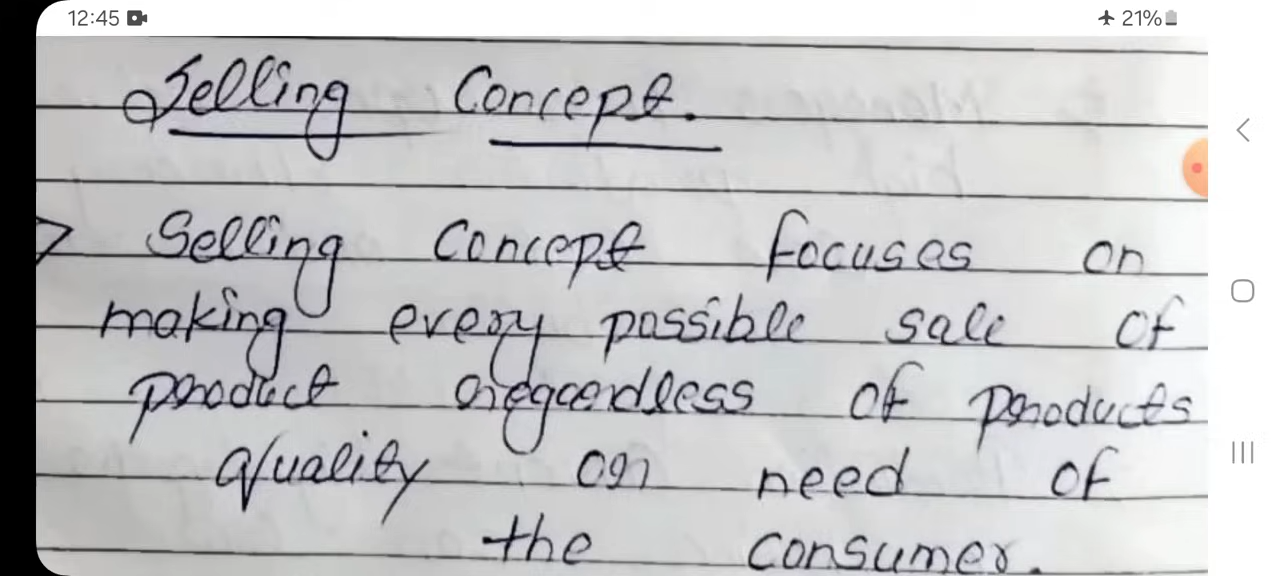 12:45
21%
Selling Concept.
Selling Concept focuses on
making every possible sale of
product regardless of products
quality or need of
the consumer.